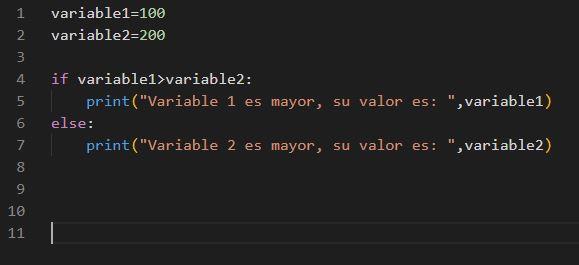 1 variable1=100
2 variable2=200
3
4 if variable1>variable2:
5     print("Variable 1 es mayor, su valor es: ",variable1)
6 else:
7     print("Variable 2 es mayor, su valor es: ",variable2)
8
9
10
11